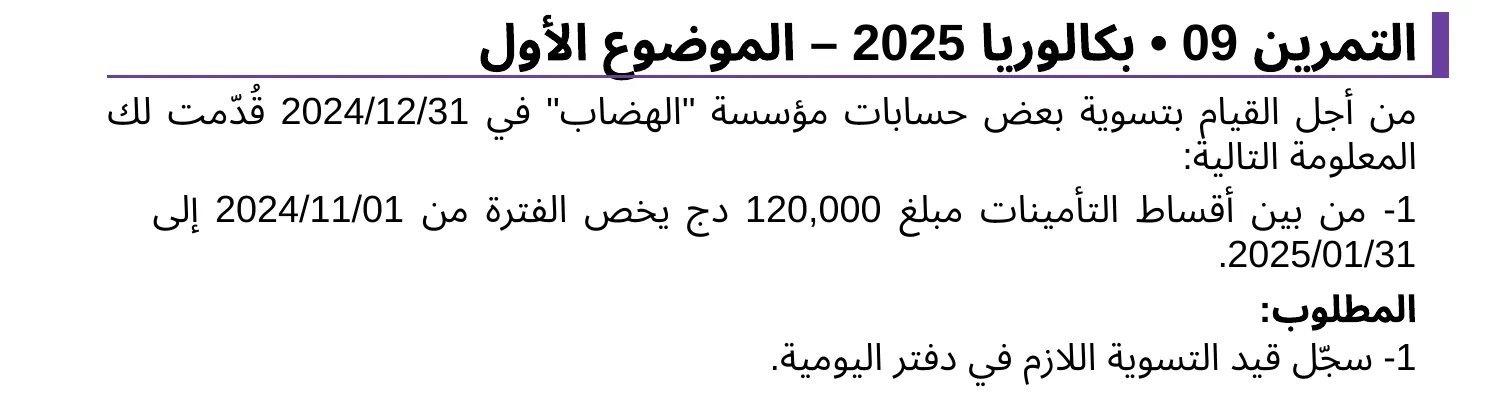 التمرين 09 • بكالوريا 2025 – الموضوع الأول
من أجل القيام بتسوية بعض حسابات مؤسسة "الهضاب" في 2024/12/31 قُدّمت لك
المعلومة التالية:
1- من بين أقساط التأمينات مبلغ 120,000 دج يخص الفترة من 2024/11/01 إلى
2025/01/31.
المطلوب:
1- سجّل قيد التسوية اللازم في دفتر اليومية.